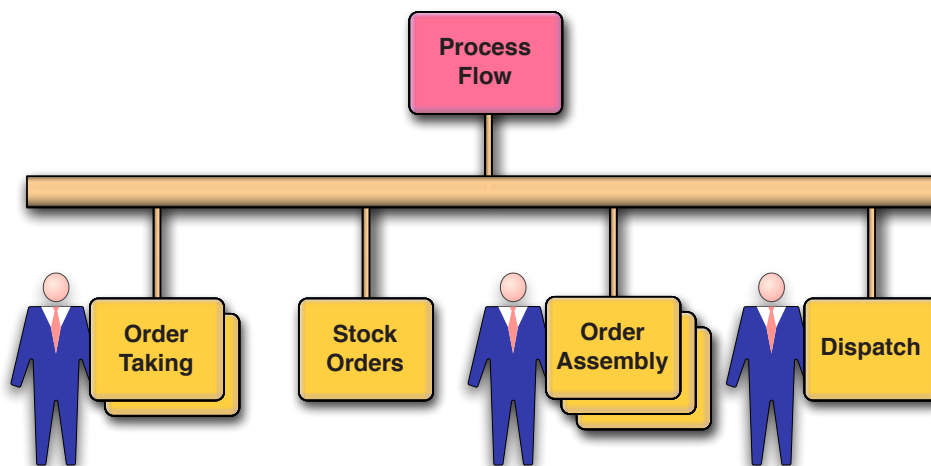 Process
Flow
Order
Taking
Stock
Orders
Order
Assembly
Dispatch